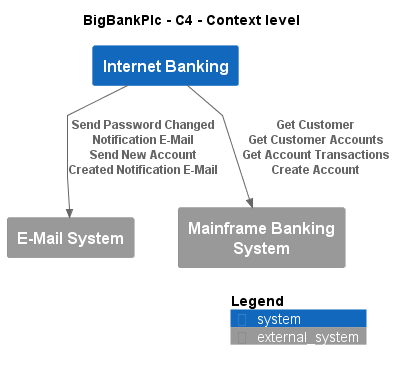 BigBankPlc - C4 - Context level
Internet Banking
Send Password Changed
Notification E-Mail
Send New Account
Created Notification E-Mail
Get Customer
Get Customer Accounts
Get Account Transactions
Create Account
E-Mail System
Mainframe Banking
System
Legend
system
external_system